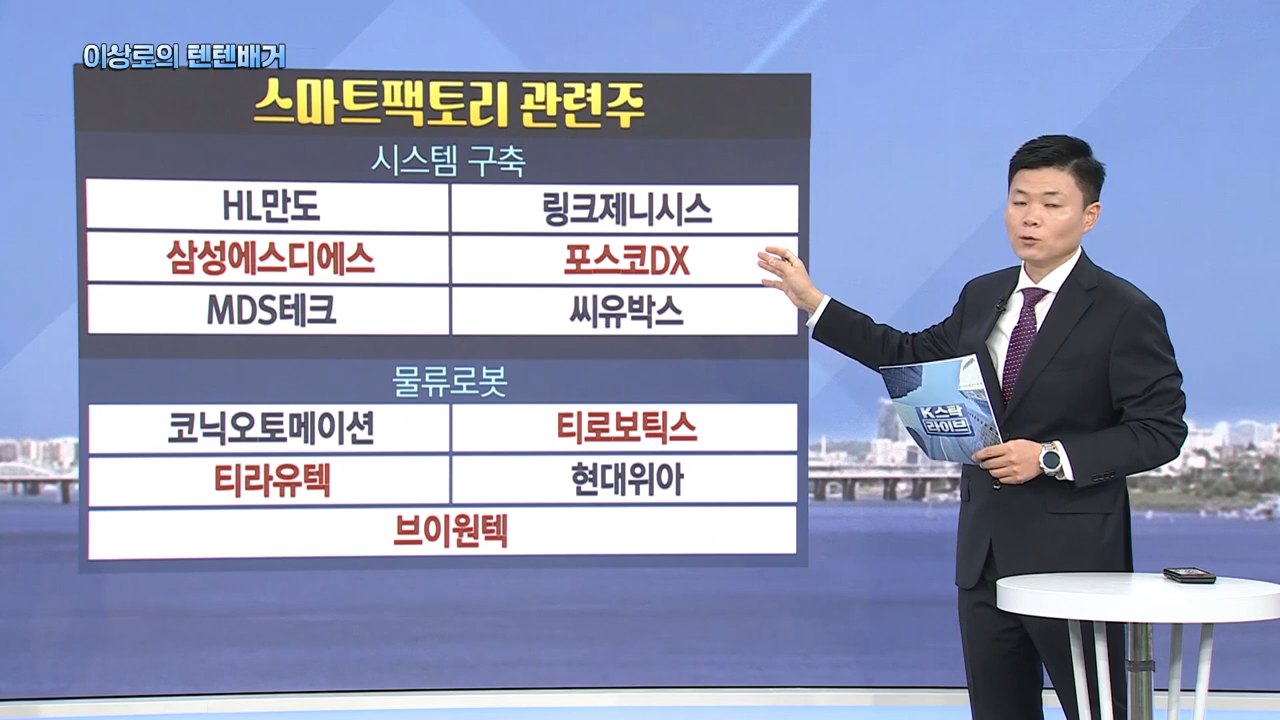 이상로의 텐텐배거
스마트팩토리 관련주
시스템 구축
HL만도 링크제니시스
삼성에스디에스 포스코DX
MDS테크 씨유박스
물류로봇
코닉오토메이션 티로보틱스
티라유텍 현대위아
브이원텍
K스탁
라이브